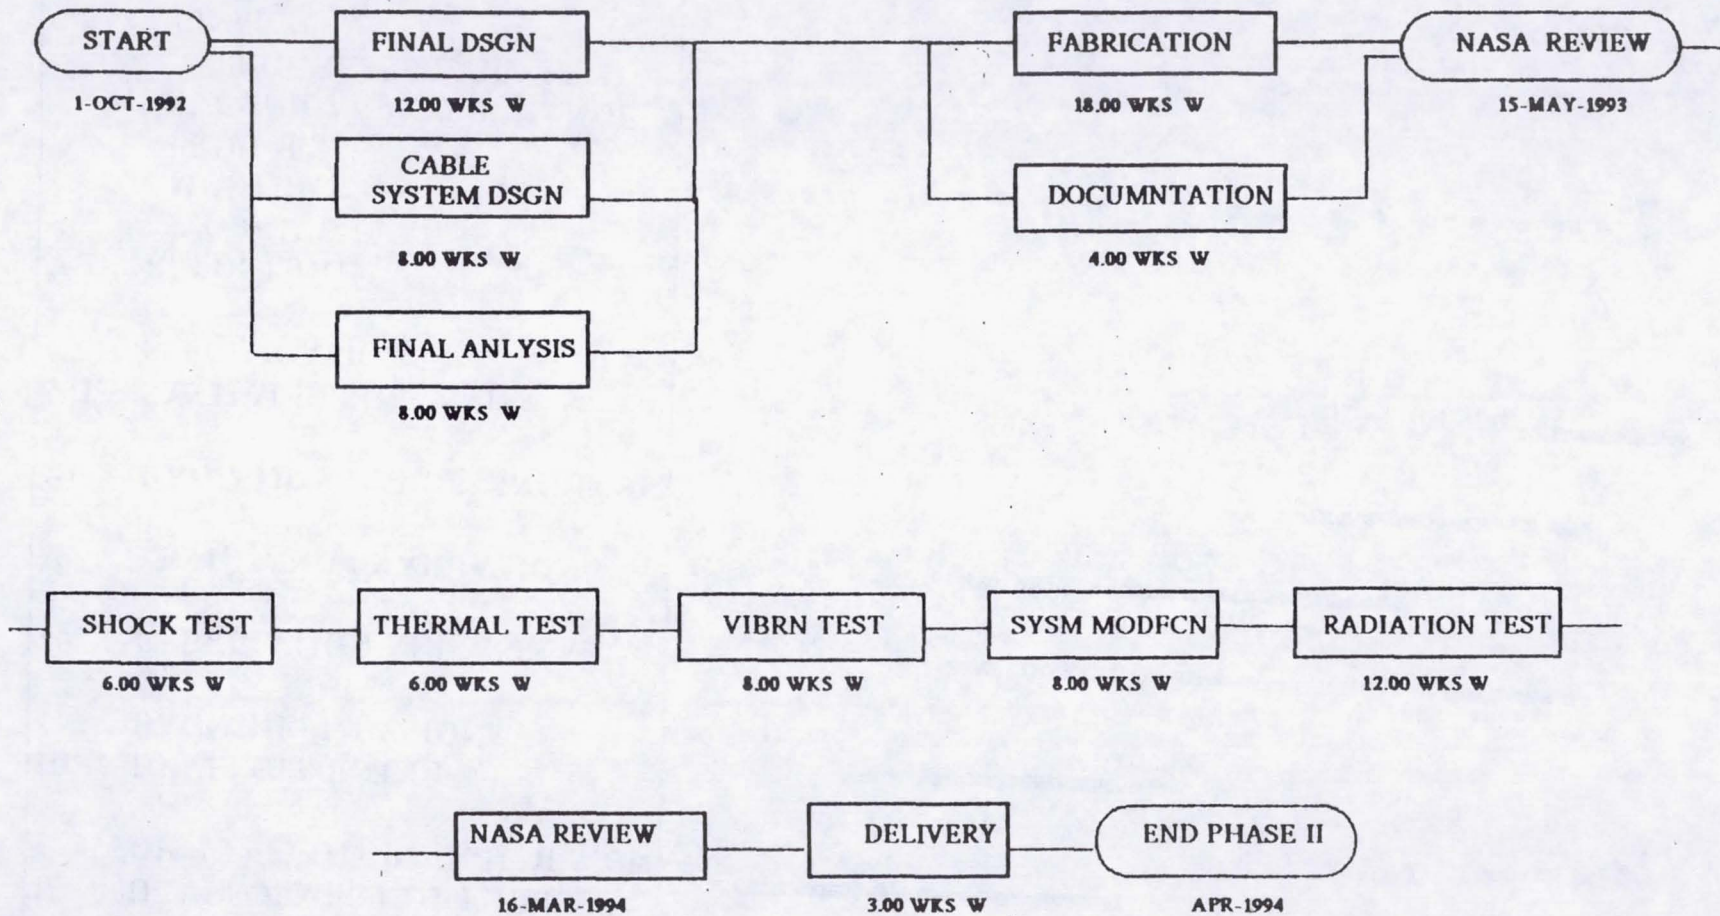 START
1-OCT-1992
FINAL DSGN
12.00 WKS W
CABLE
SYSTEM DSGN
8.00 WKS W
FINAL ANLYSIS
8.00 WKS W
FABRICATION
18.00 WKS W
DOCUMNTATION
4.00 WKS W
NASA REVIEW
15-MAY-1993
SHOCK TEST
6.00 WKS W
THERMAL TEST
6.00 WKS W
VIBRN TEST
8.00 WKS W
SYSM MODFCN
8.00 WKS W
RADIATION TEST
12.00 WKS W
NASA REVIEW
16-MAR-1994
DELIVERY
3.00 WKS W
END PHASE II
APR-1994